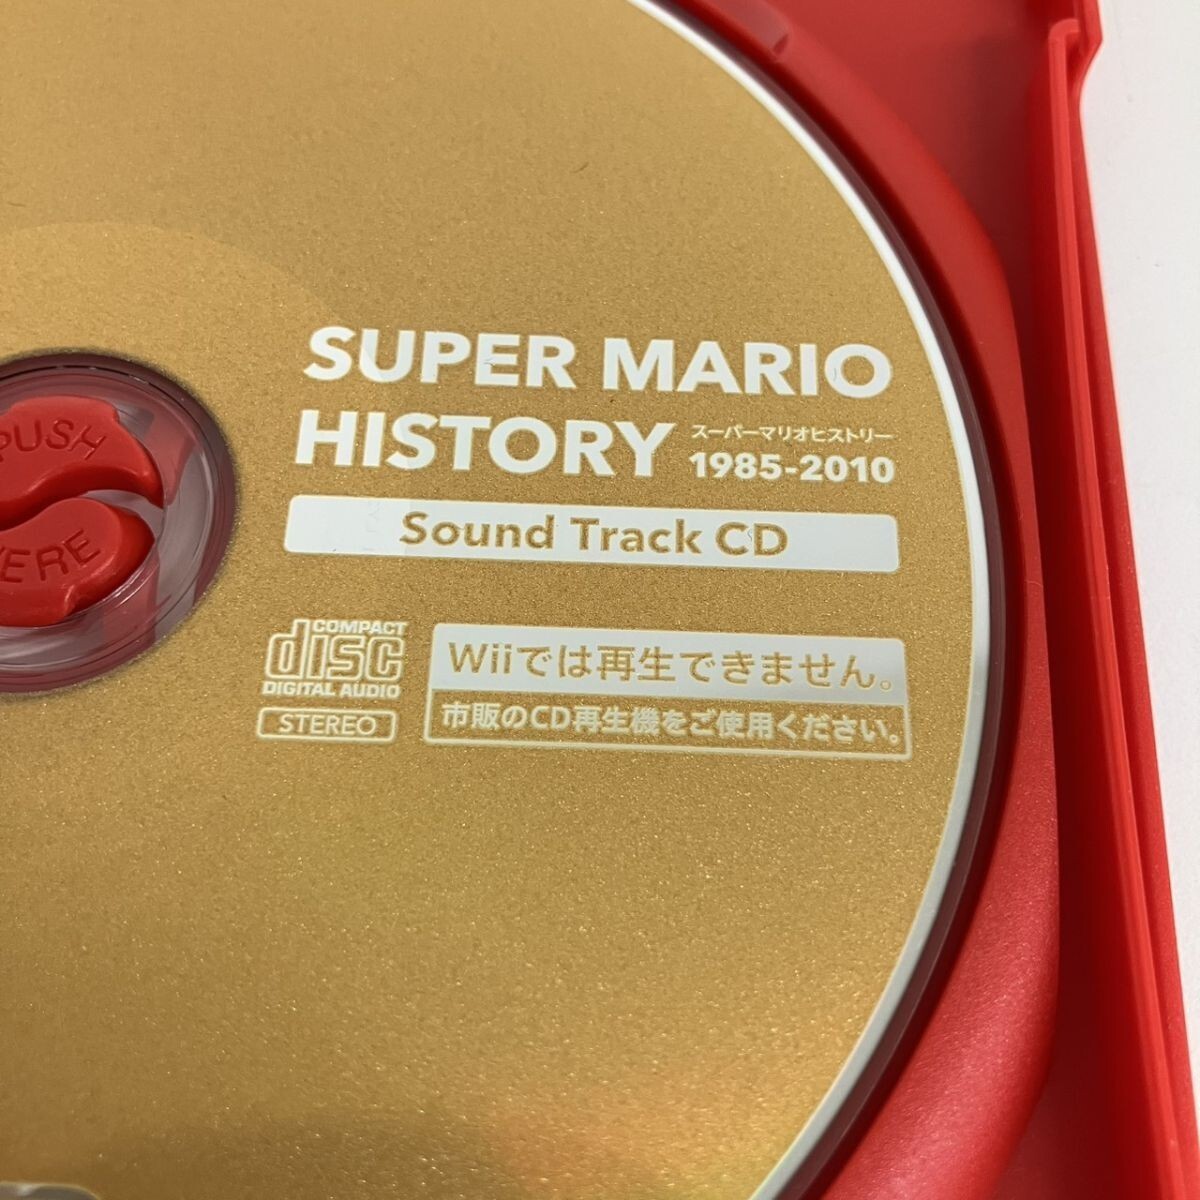 SUPER MARIO
HISTORY スーパーマリオヒストリー
1985-2010
Sound Track CD
PUSH
HERE
COMPACT
disc
DIGITAL AUDIO
STEREO
Wiiでは再生できません。
市販のCD再生機をご使用ください。